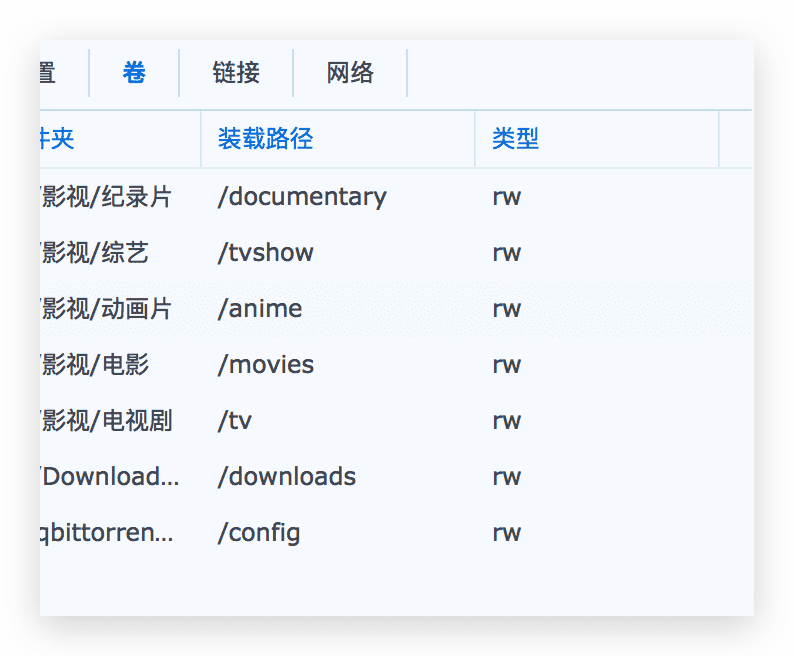 置 卷 链接 网络
件夹 装载路径 类型
/影视/纪录片 /documentary rw
/影视/综艺 /tvshow rw
/影视/动画片 /anime rw
/影视/电影 /movies rw
/影视/电视剧 /tv rw
/Download... /downloads rw
qbittorren... /config rw